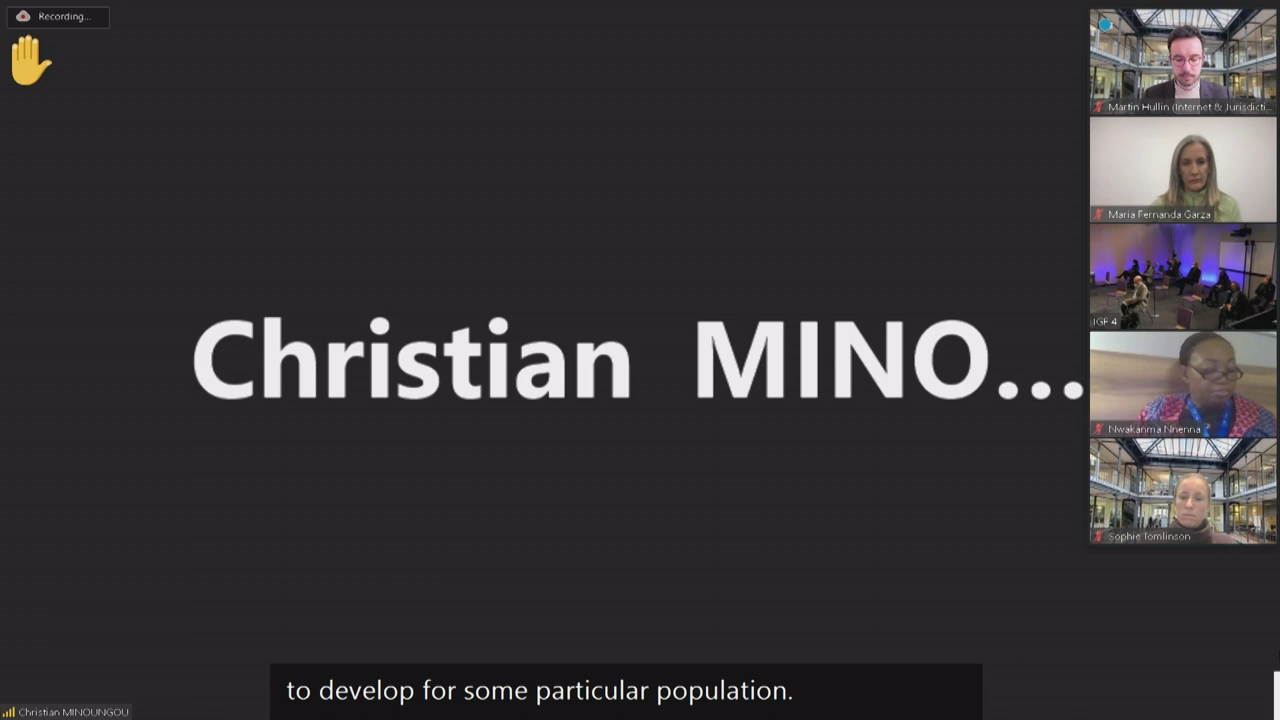 Recording...
Christian MINO...
Martin Hullin (Internet & Jurisdicti...
Maria Fernanda Garza
IGF 4
Nwakanma Nnenna
Sophie Tomlinson
to develop for some particular population.
Christian MINOUNGOU